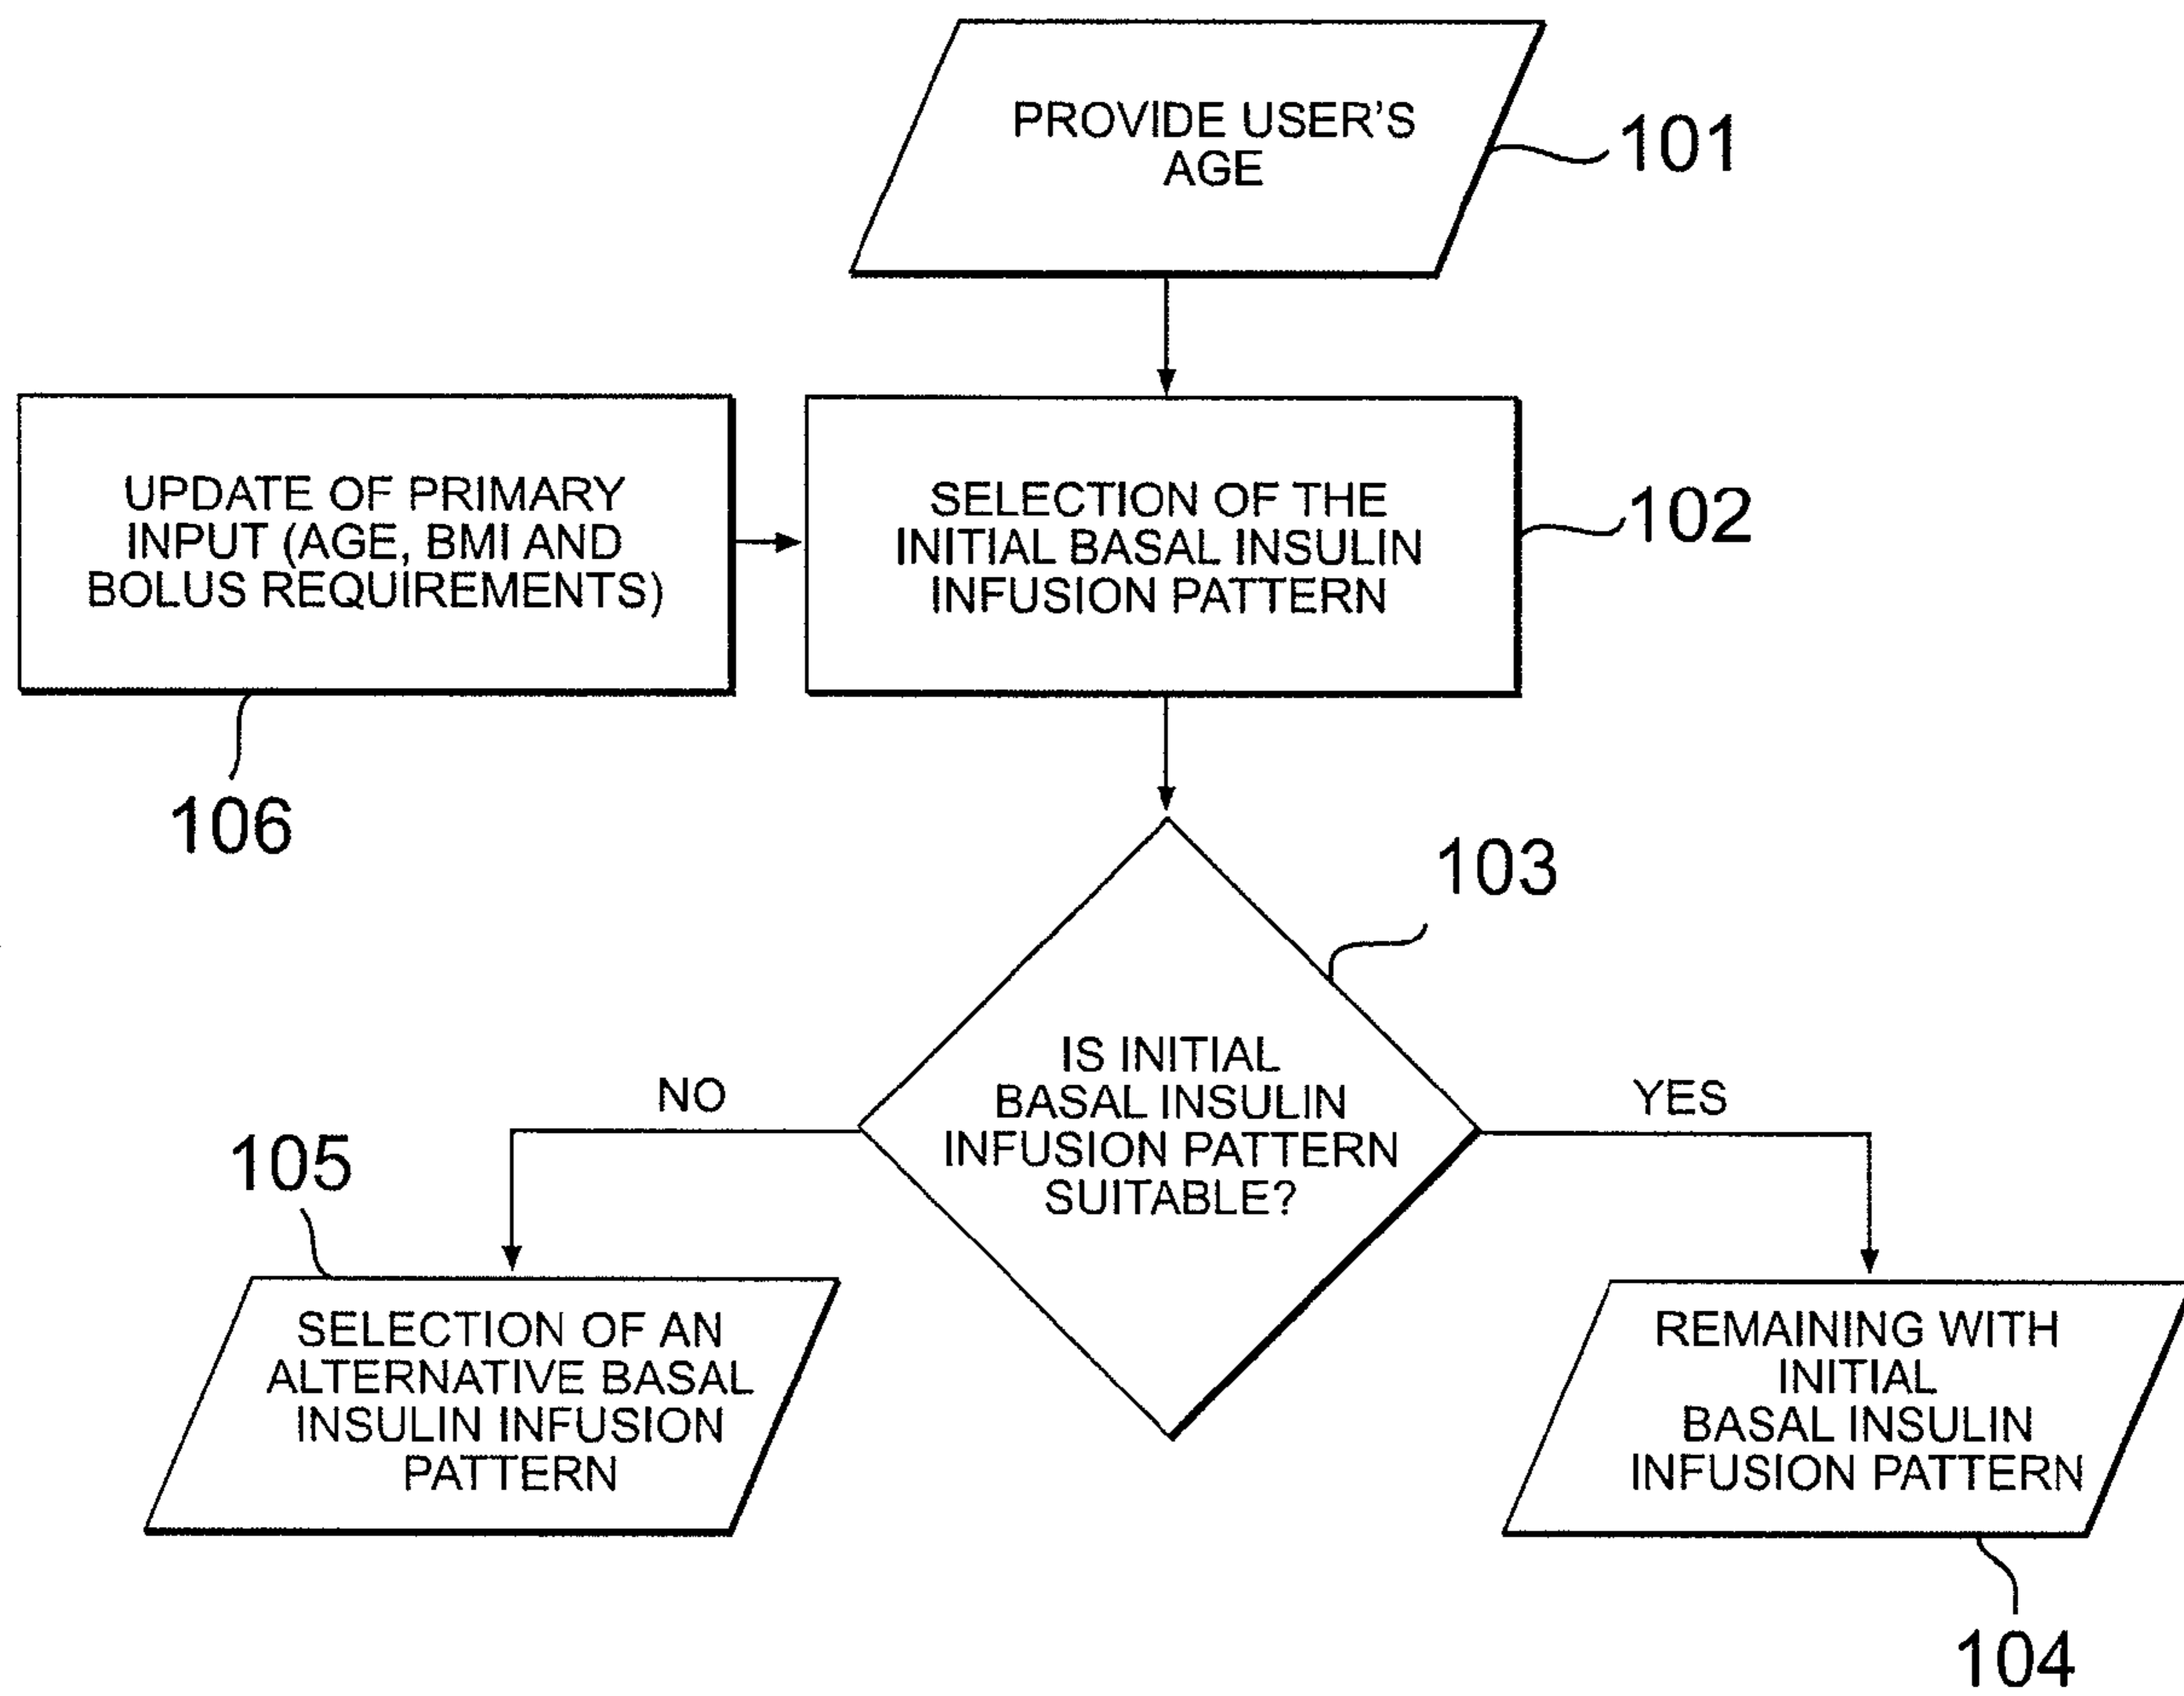 PROVIDE USER'S
AGE
101
UPDATE OF PRIMARY
INPUT (AGE, BMI AND
BOLUS REQUIREMENTS)
106
SELECTION OF THE
INITIAL BASAL INSULIN
INFUSION PATTERN
102
103
IS INITIAL
BASAL INSULIN
INFUSION PATTERN
SUITABLE?
NO
YES
105
SELECTION OF AN
ALTERNATIVE BASAL
INSULIN INFUSION
PATTERN
REMAINING WITH
INITIAL
BASAL INSULIN
INFUSION PATTERN
104